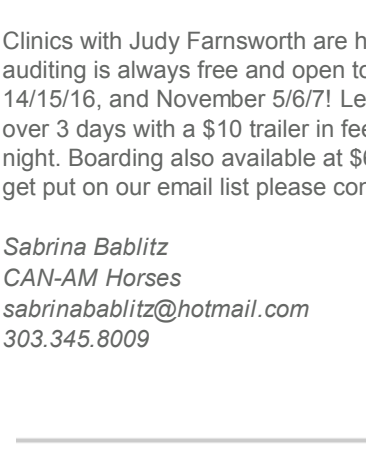 Clinics with Judy Farnsworth are h
auditing is always free and open to
14/15/16, and November 5/6/7! Le
over 3 days with a $10 trailer in fee
night. Boarding also available at $
get put on our email list please con
Sabrina Bablitz
CAN-AM Horses
sabrinabablitz@hotmail.com
303.345.8009